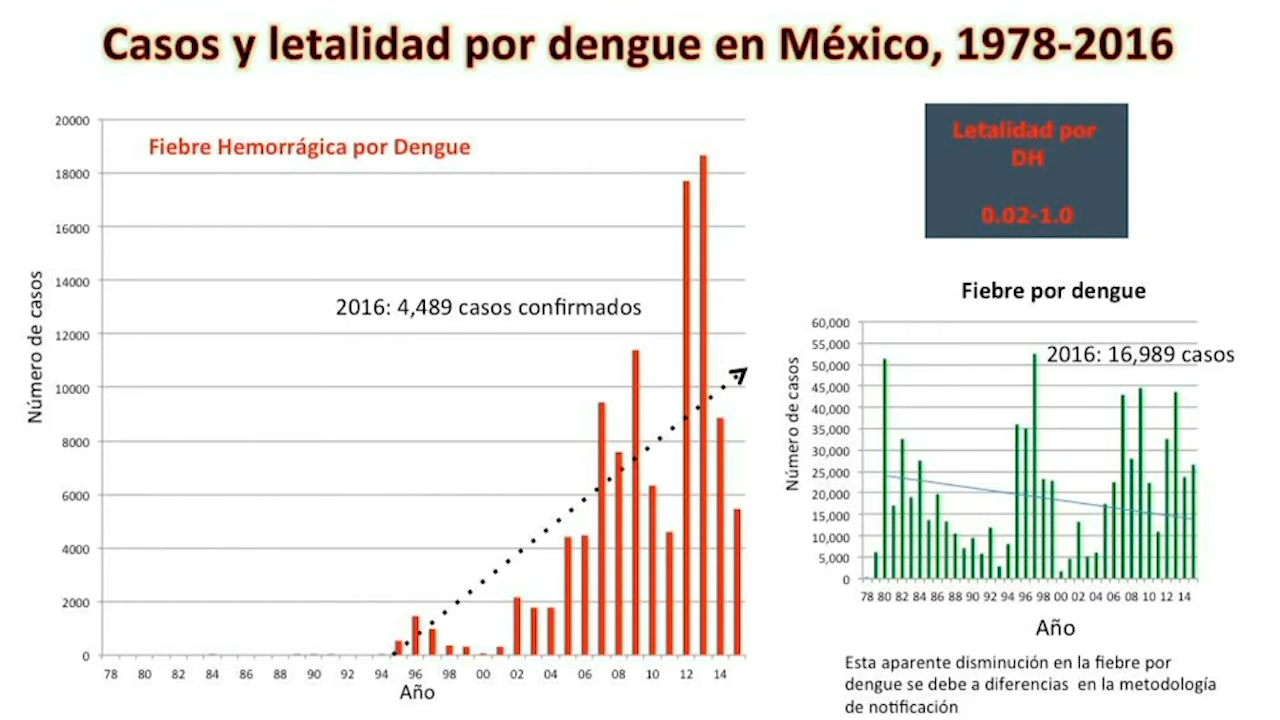 Casos y letalidad por dengue en México, 1978-2016
Fiebre Hemorrágica por Dengue
2016: 4,489 casos confirmados
Número de casos
20000
18000
16000
14000
12000
10000
8000
6000
4000
2000
0
78 80 82 84 86 88 90 92 94 96 98 00 02 04 06 08 10 12 14
Año
Letalidad por
DH
0.02-1.0
Fiebre por dengue
2016: 16,989 casos
Número de casos
60,000
55,000
50,000
45,000
40,000
35,000
30,000
25,000
20,000
15,000
10,000
5,000
0
78 80 82 84 86 88 90 92 94 96 98 00 02 04 06 08 10 12 14
Año
Esta aparente disminución en la fiebre por
dengue se debe a diferencias en la metodología
de notificación